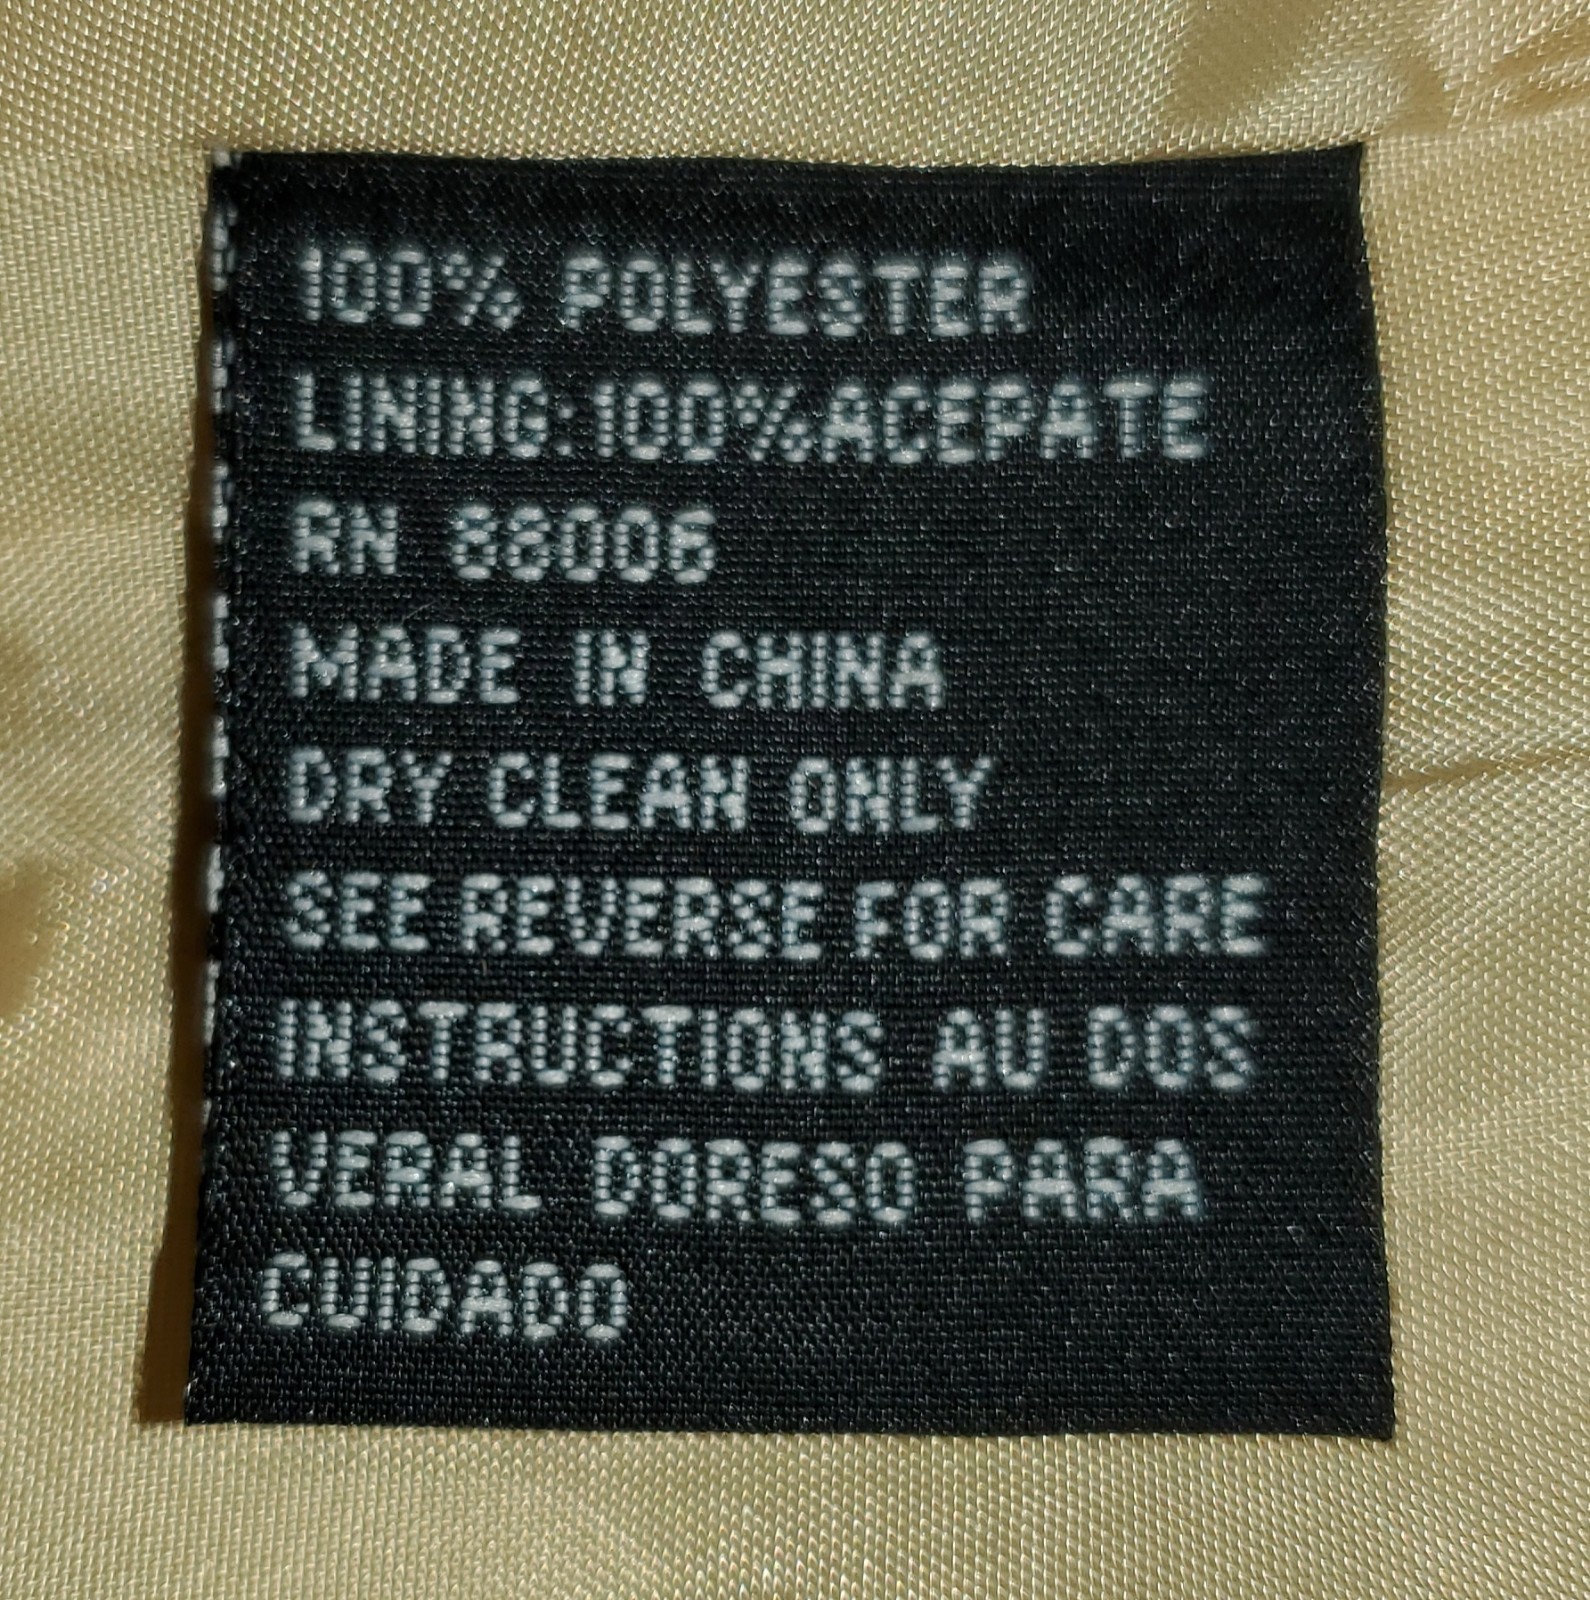 100% POLYESTER
LINING:100%ACEPATE
RN 88006
MADE IN CHINA
DRY CLEAN ONLY
SEE REVERSE FOR CARE
INSTRUCTIONS AU DOS
VERAL DORESO PARA
CUIDADO